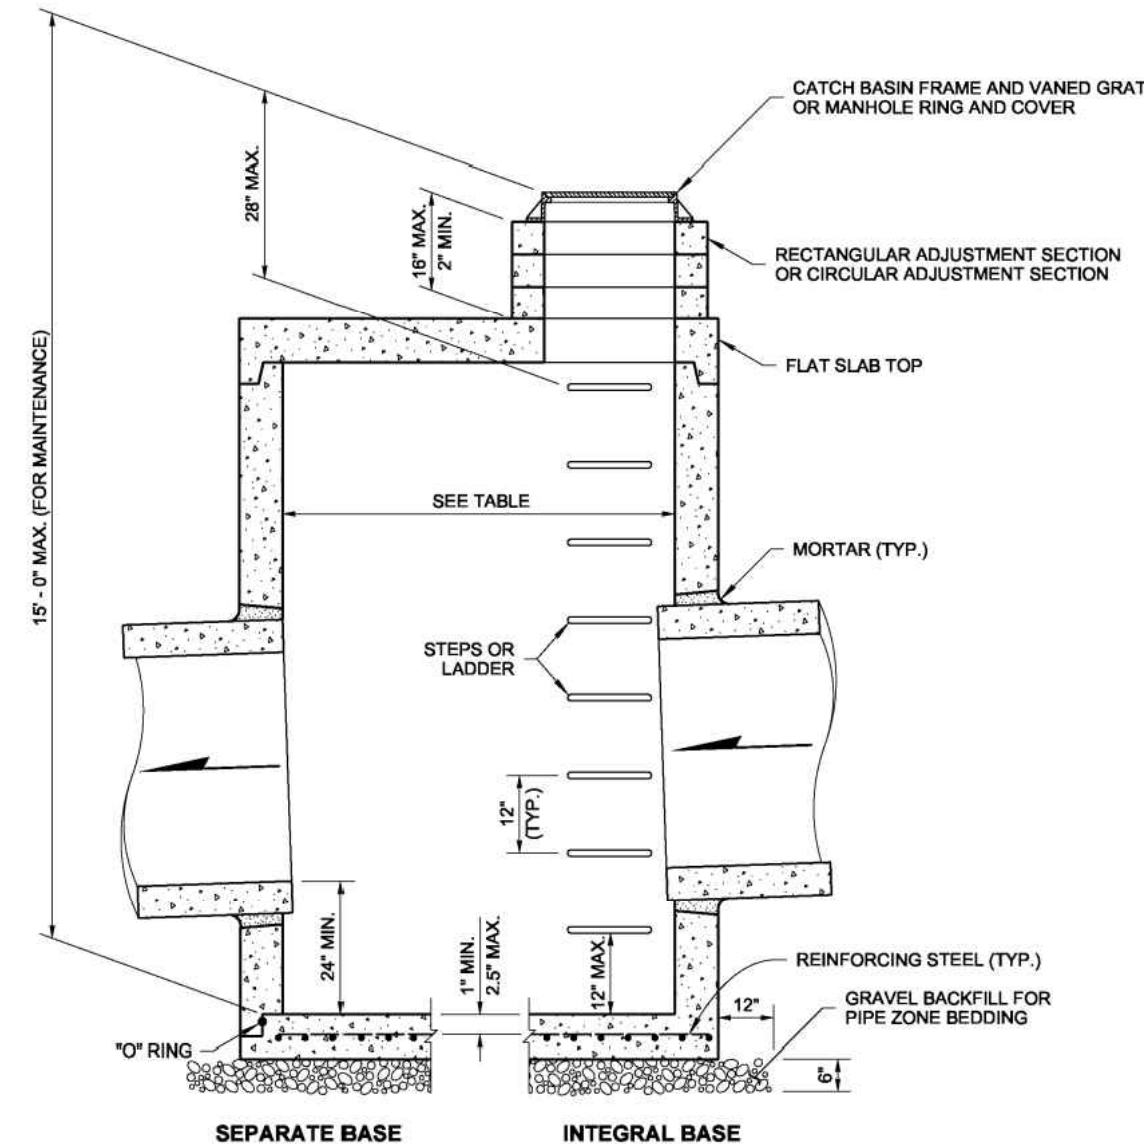 CATCH BASIN FRAME AND VANED GRAT
OR MANHOLE RING AND COVER
28" MAX.
16" MAX.
2" MIN.
RECTANGULAR ADJUSTMENT SECTION
OR CIRCULAR ADJUSTMENT SECTION
FLAT SLAB TOP
15' - 0" MAX. (FOR MAINTENANCE)
SEE TABLE
MORTAR (TYP.)
STEPS OR
LADDER
12"
(TYP.)
24" MIN.
1" MIN.
2.5" MAX.
12" MAX.
REINFORCING STEEL (TYP.)
12"
GRAVEL BACKFILL FOR
PIPE ZONE BEDDING
"O" RING
6"
SEPARATE BASE
INTEGRAL BASE